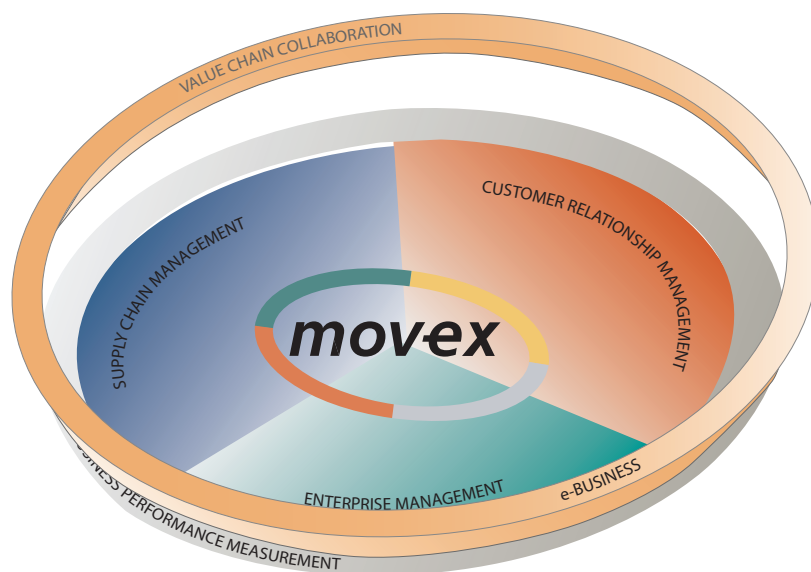 VALUE CHAIN COLLABORATION
CUSTOMER RELATIONSHIP MANAGEMENT
SUPPLY CHAIN MANAGEMENT
movex
ENTERPRISE MANAGEMENT
e-BUSINESS
PERFORMANCE MEASUREMENT